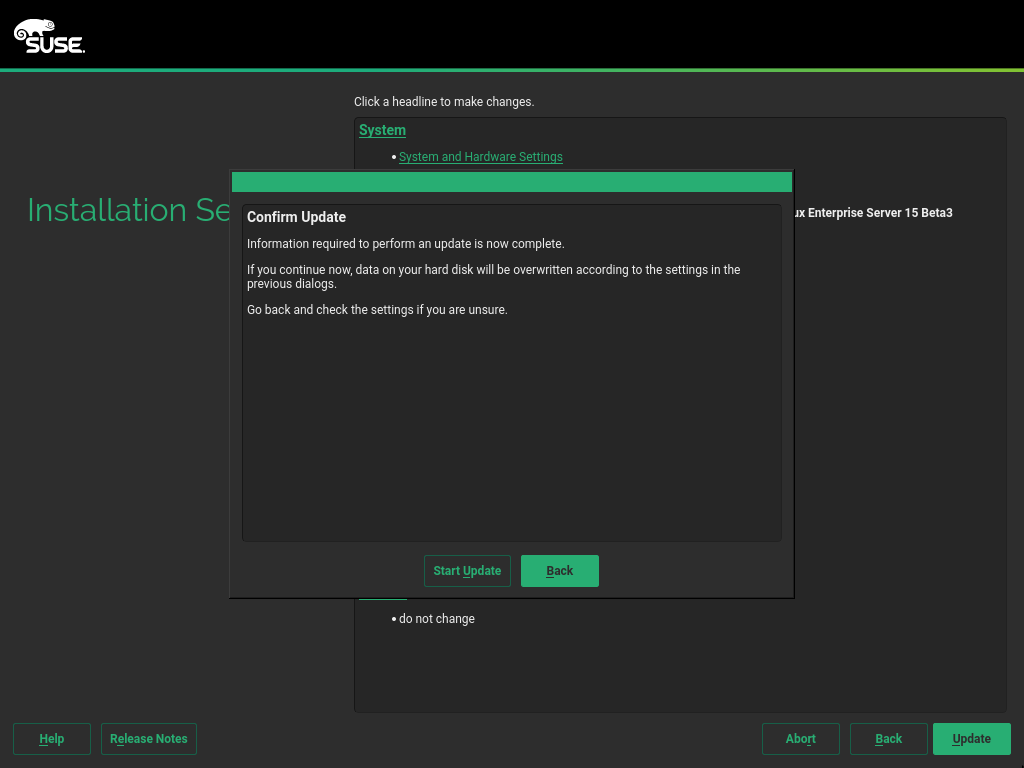 SUSE.
Click a headline to make changes.
System
• System and Hardware Settings
Installation Se
Enterprise Server 15 Beta3
Confirm Update
Information required to perform an update is now complete.
If you continue now, data on your hard disk will be overwritten according to the settings in the
previous dialogs.
Go back and check the settings if you are unsure.
Start Update
Back
• do not change
Help
Release Notes
Abort
Back
Update